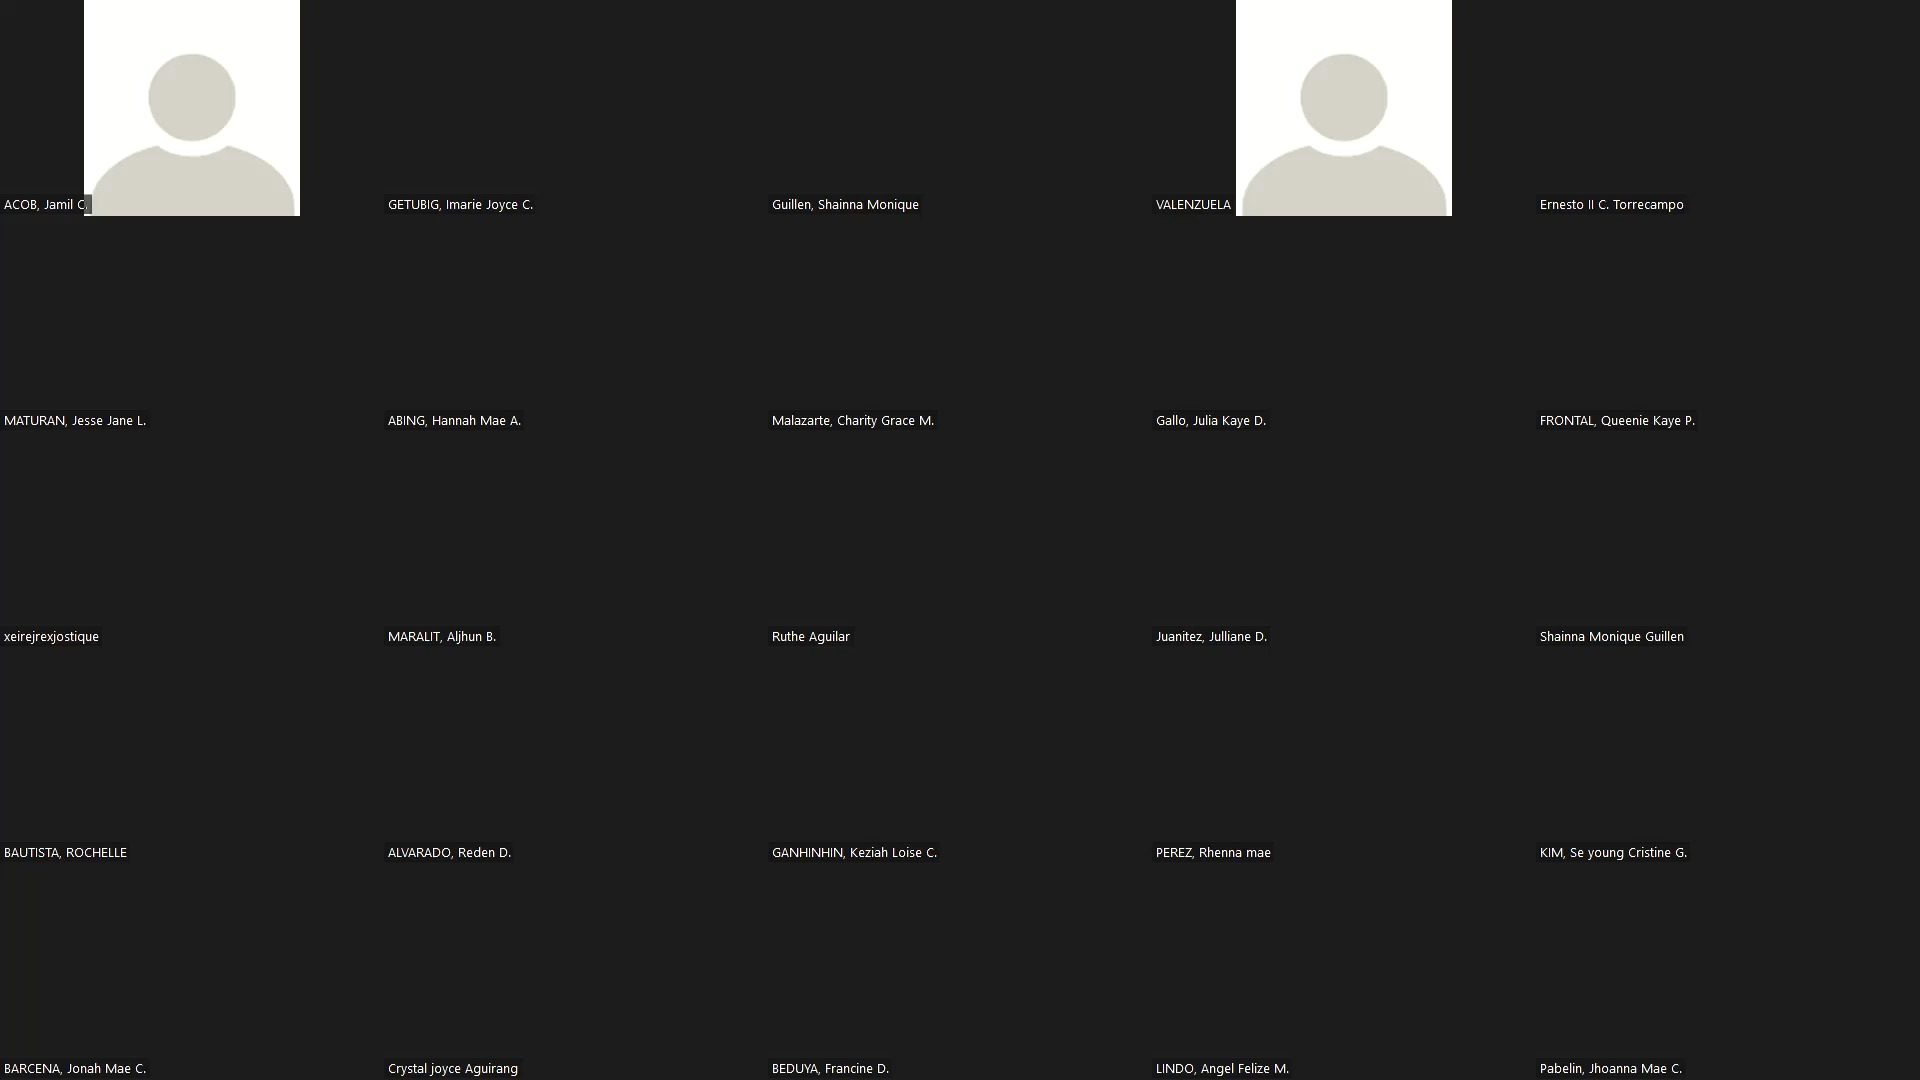 ACOB, Jamil C.
GETUBIG, Imarie Joyce C.
Guillen, Shainna Monique
VALENZUELA
Ernesto II C. Torrecampo
MATURAN, Jesse Jane L.
ABING, Hannah Mae A.
Malazarte, Charity Grace M.
Gallo, Julia Kaye D.
FRONTAL, Queenie Kaye P.
xeirejrexjostique
MARALIT, Aljhun B.
Ruthe Aguilar
Juanitez, Julliane D.
Shainna Monique Guillen
BAUTISTA, ROCHELLE
ALVARADO, Reden D.
GANHINHIN, Keziah Loise C.
PEREZ, Rhenna mae
KIM, Se young Cristine G.
BARCENA, Jonah Mae C.
Crystal joyce Aguirang
BEDUYA, Francine D.
LINDO, Angel Felize M.
Pabelin, Jhoanna Mae C.